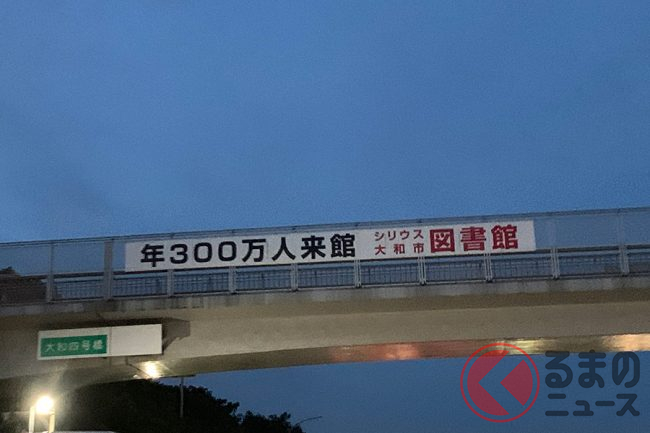 年300万人来館
シリウス
大和市
図書館
大和四号橋
くるまの
ニュース